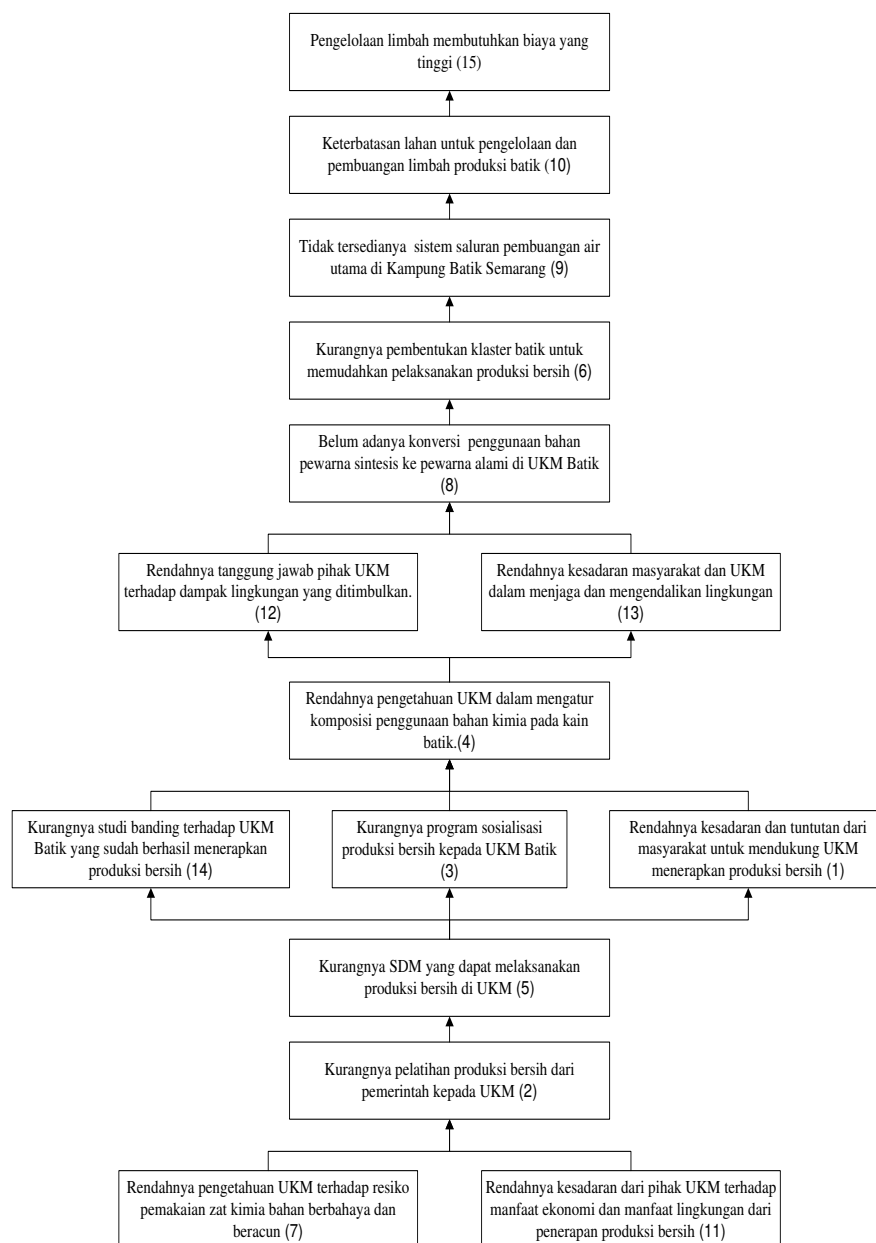 Pengelolaan limbah membutuhkan biaya yang
tinggi (15)
Keterbatasan lahan untuk pengelolaan dan
pembuangan limbah produksi batik (10)
Tidak tersedianya sistem saluran pembuangan air
utama di Kampung Batik Semarang (9)
Kurangnya pembentukan klaster batik untuk
memudahkan pelaksanakan produksi bersih (6)
Belum adanya konversi penggunaan bahan
pewarna sintesis ke pewarna alami di UKM Batik
(8)
Rendahnya tanggung jawab pihak UKM
terhadap dampak lingkungan yang ditimbulkan.
(12)
Rendahnya kesadaran masyarakat dan UKM
dalam menjaga dan mengendalikan lingkungan
(13)
Rendahnya pengetahuan UKM dalam mengatur
komposisi penggunaan bahan kimia pada kain
batik.(4)
Kurangnya studi banding terhadap UKM
Batik yang sudah berhasil menerapkan
produksi bersih (14)
Kurangnya program sosialisasi
produksi bersih kepada UKM Batik
(3)
Rendahnya kesadaran dan tuntutan dari
masyarakat untuk mendukung UKM
menerapkan produksi bersih (1)
Kurangnya SDM yang dapat melaksanakan
produksi bersih di UKM (5)
Kurangnya pelatihan produksi bersih dari
pemerintah kepada UKM (2)
Rendahnya pengetahuan UKM terhadap resiko
pemakaian zat kimia bahan berbahaya dan
beracun (7)
Rendahnya kesadaran dari pihak UKM terhadap
manfaat ekonomi dan manfaat lingkungan dari
penerapan produksi bersih (11)